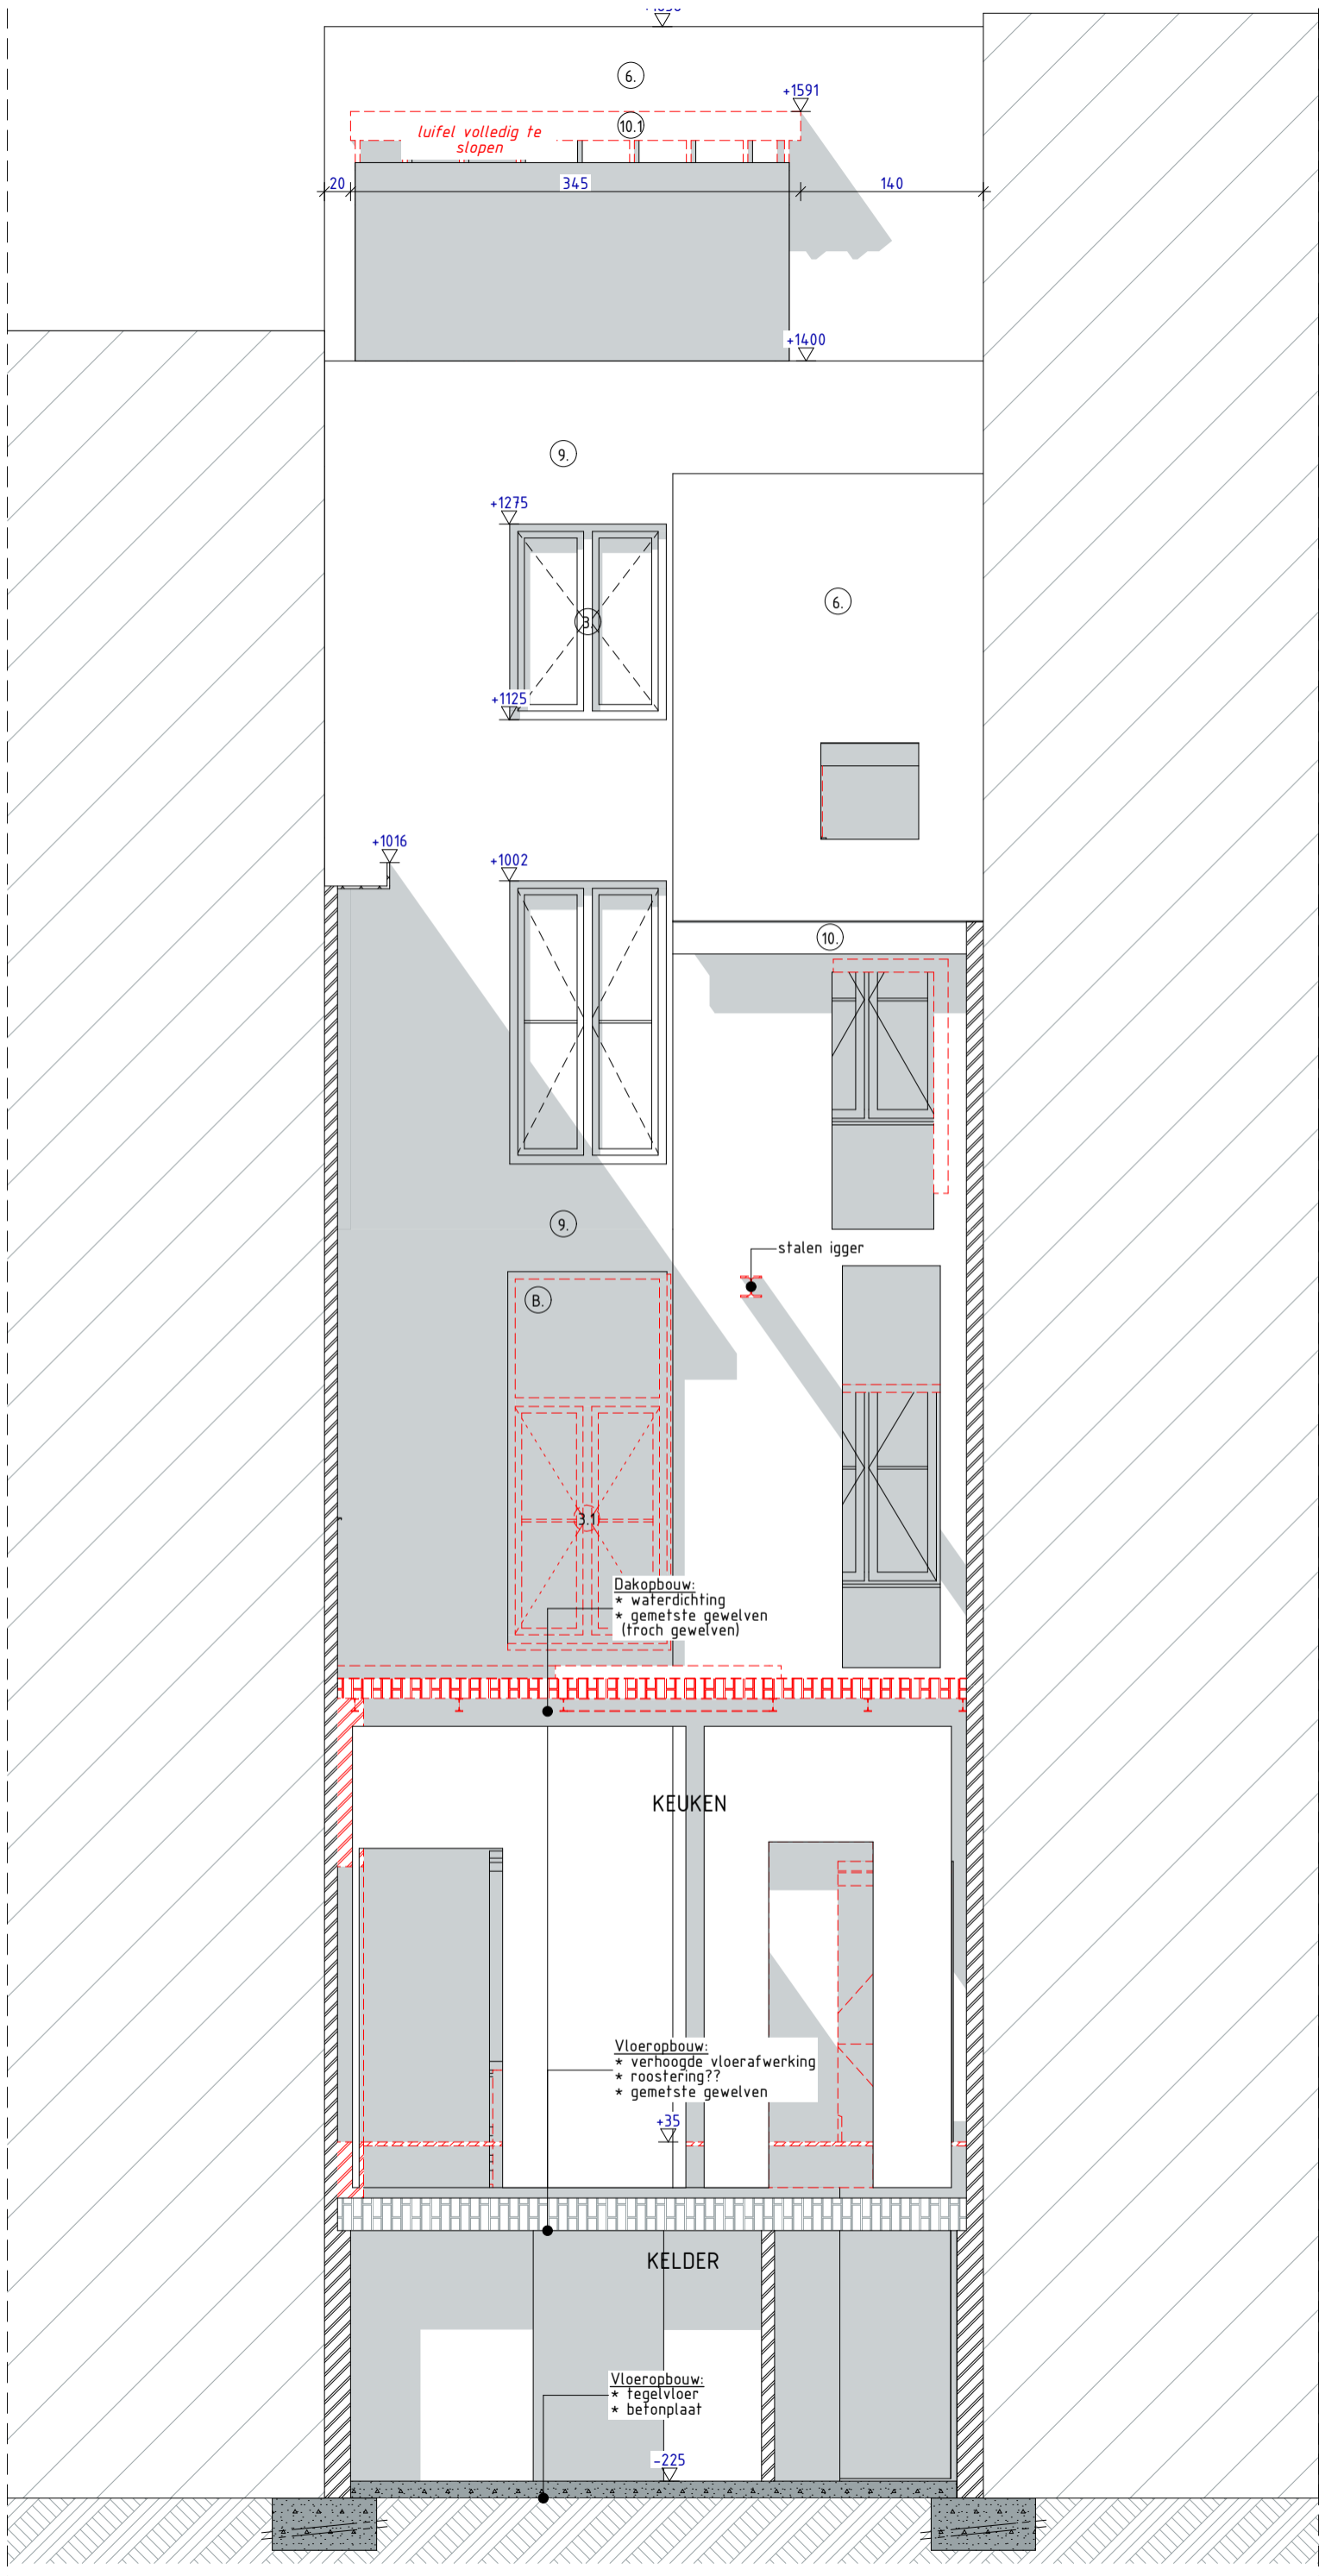 6.
+1591
10.1
luifel volledig te
slopen
20
345
140
+1400
9.
+1275
6.
3.
+1125
+1016
+1002
10.
9.
stalen igger
B.
3.1
Dakopbouw:
* waterdichting
* gemetste gewelven
(troch gewelven)
KEUKEN
Vloeropbouw:
* verhoogde vloerafwerking
* roostering??
* gemetste gewelven
+35
KELDER
Vloeropbouw:
* tegelvloer
* betonplaat
-225